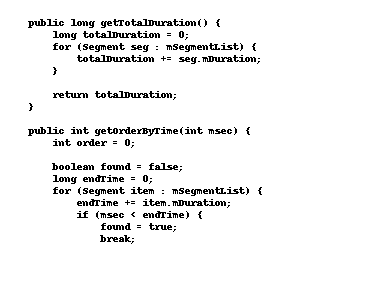 public long getTotalDuration() {
    long totalDuration = 0;
    for (Segment seg : mSegmentList) {
        totalDuration += seg.mDuration;
    }

    return totalDuration;
}

public int getOrderByTime(int msec) {
    int order = 0;

    boolean found = false;
    long endTime = 0;
    for (Segment item : mSegmentList) {
        endTime += item.mDuration;
        if (msec < endTime) {
            found = true;
            break;